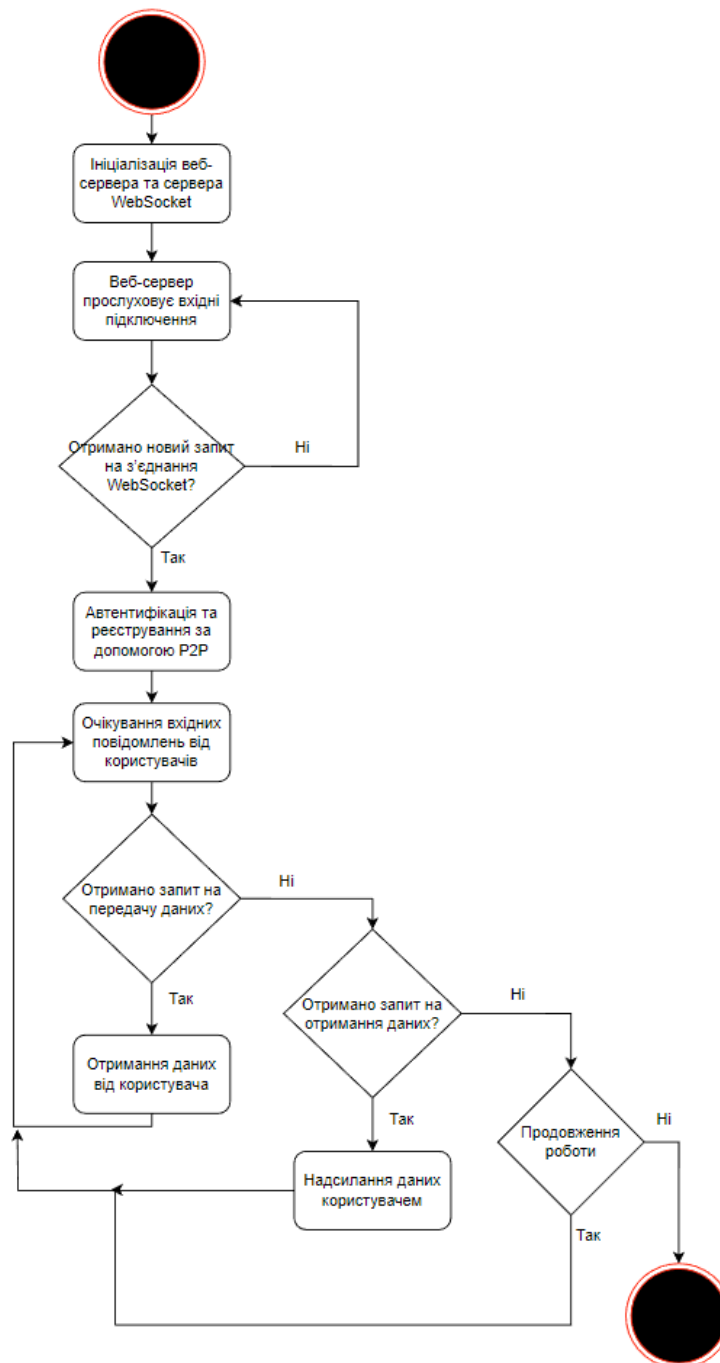 Ініціалізація веб-
сервера та сервера
WebSocket
Веб-сервер
прослуховує вхідні
підключення
Отримано новий запит
на з'єднання
WebSocket?
Ні
Так
Автентифікація та
реєстрування за
допомогою P2P
Очікування вхідних
повідомлень від
користувачів
Отримано запит на
передачу даних?
Ні
Так
Отримано запит на
отримання даних?
Ні
Отримання даних
від користувача
Так
Продовження
роботи
Ні
Надсилання даних
користувачем
Так